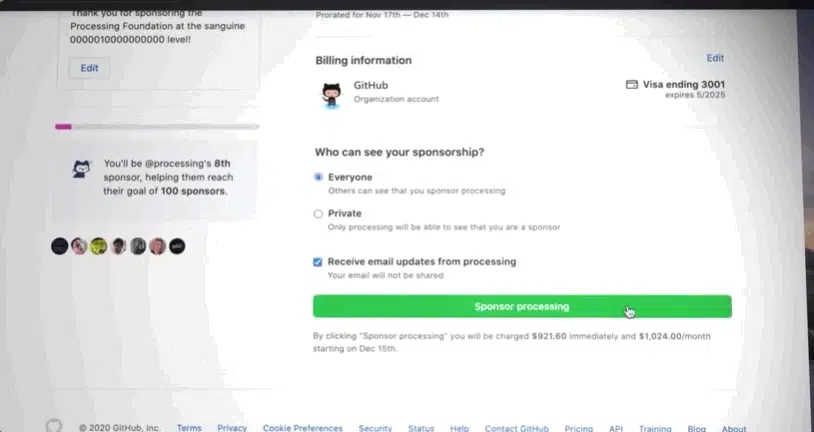 Thank you for sponsoring the
Processing Foundation at the sanguine
0000010000000000 level!
Edit
You'll be @processing's 8th
sponsor, helping them reach
their goal of 100 sponsors.
Prorated for Nov 17th — Dec 14th
Billing information
Edit
GitHub
Organization account
Visa ending 3001
expires 5/2025
Who can see your sponsorship?
Everyone
Others can see that you sponsor processing
Private
Only processing will be able to see that you are a sponsor
Receive email updates from processing
Your email will not be shared
Sponsor processing
By clicking "Sponsor processing" you will be charged $921.60 immediately and $1,024.00/month
starting on Dec 15th.
© 2020 GitHub, Inc. Terms Privacy Cookie Preferences Security Status Help Contact GitHub Pricing API Training Blog About